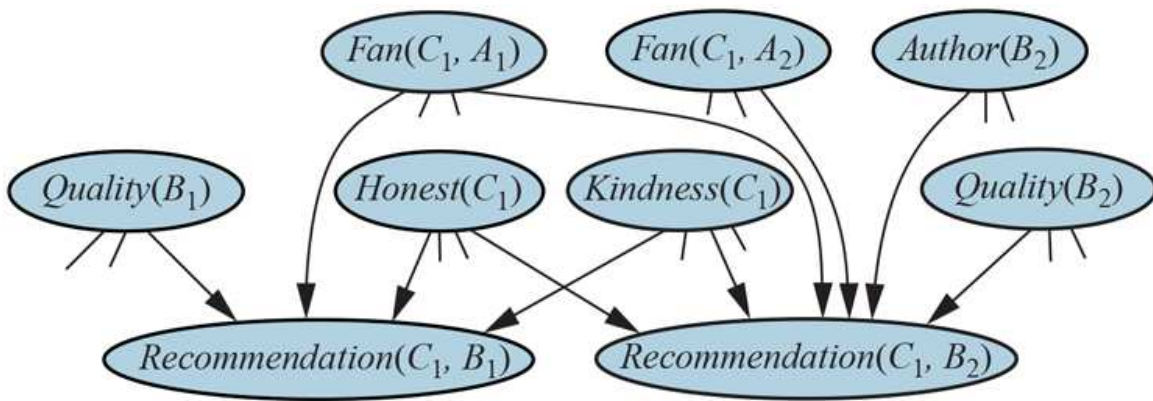 Fan(C1, A1) Fan(C1, A2) Author(B2)
Quality(B1) Honest(C1) Kindness(C1) Quality(B2)
Recommendation(C1, B1) Recommendation(C1, B2)